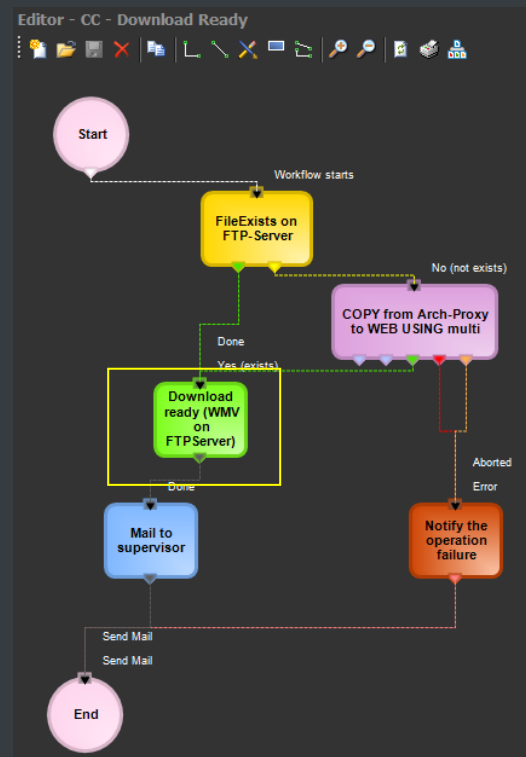 Editor - CC - Download Ready
Start
Workflow starts
FileExists on
FTP-Server
No (not exists)
COPY from Arch-Proxy
to WEB USING multi
Done
Yes (exists)
Download
ready (WMV
on
FTPServer)
Aborted
Error
Done
Mail to
supervisor
Notify the
operation
failure
Send Mail
Send Mail
End